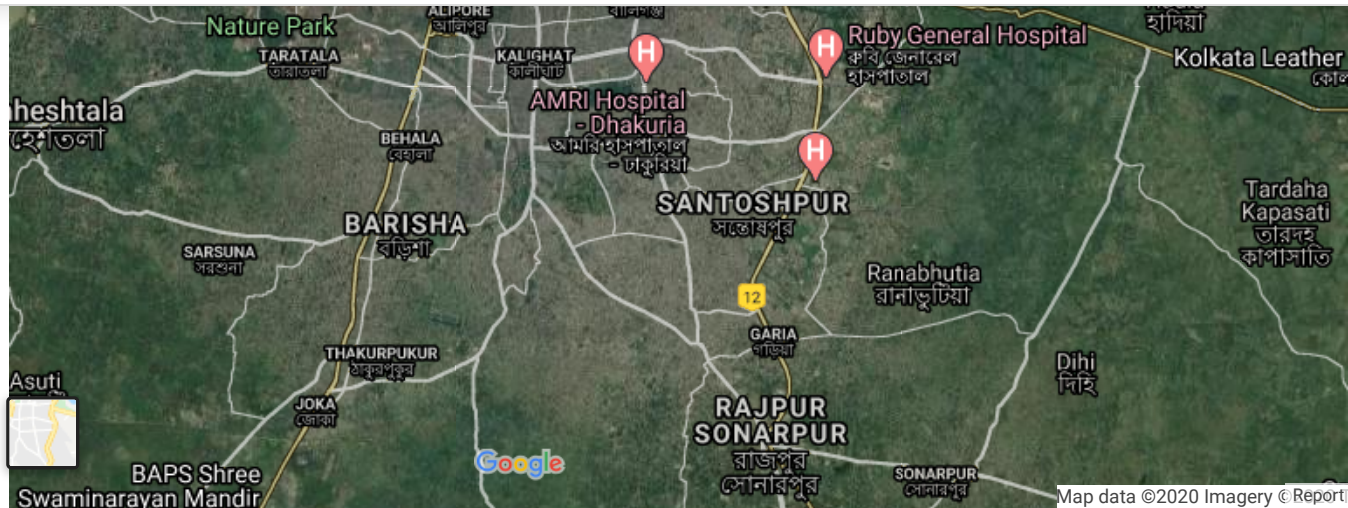 ALIPORE
আলিপুর
বালিগঞ্জ
হাদিয়া
Nature Park
TARATALA
তারাতলা
KALIGHAT
কালীঘাট
Ruby General Hospital
রুবি জেনারেল
হাসপাতাল
Kolkata Leather
H
H
AMRI Hospital
- Dhakuria
আমরি হাসপাতাল
- ঢাকুরিয়া
heshtala
হেশতলা
BEHALA
বেহালা
H
SANTOSHPUR
সন্তোষপুর
Tardaha
Kapasati
তারদহ
কাপাসাতি
BARISHA
বড়িশা
SARSUNA
সরশুনা
Ranabhutia
রানাভুটিয়া
12
GARIA
গড়িয়া
THAKURPUKUR
ঠাকুরপুকুর
Dihi
দিহি
Asuti
JOKA
জোকা
RAJPUR
SONARPUR
রাজপুর
সোনারপুর
Google
BAPS Shree
Swaminarayan Mandir
SONARPUR
সোনারপুর
Map data ©2020 Imagery ©
Report